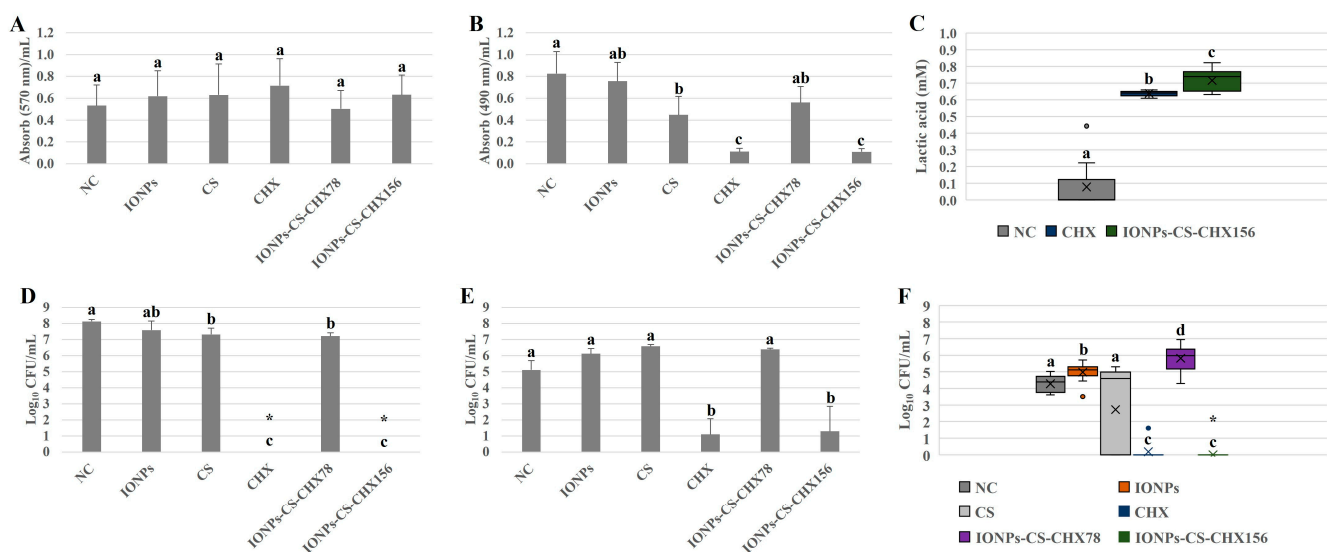 A
Absorb (570 nm)/mL
1.2
1.0
0.8
0.6
0.4
0.2
0.0
a a a a a a
NC IONPs CS CHX IONPs-CS-CHX78 IONPs-CS-CHX156
B
Absorb (490 nm)/mL
1.2
1.0
0.8
0.6
0.4
0.2
0.0
a ab b c ab c
NC IONPs CS CHX IONPs-CS-CHX78 IONPs-CS-CHX156
C
Lactic acid (mM)
1.0
0.9
0.8
0.7
0.6
0.5
0.4
0.3
0.2
0.1
0.0
a b c
NC CHX IONPs-CS-CHX156
D
Log10 CFU/mL
9
8
7
6
5
4
3
2
1
0
a ab b b
* *
c c
NC IONPs CS CHX IONPs-CS-CHX78 IONPs-CS-CHX156
E
Log10 CFU/mL
9
8
7
6
5
4
3
2
1
0
a a a b a b
NC IONPs CS CHX IONPs-CS-CHX78 IONPs-CS-CHX156
F
Log10 CFU/mL
9
8
7
6
5
4
3
2
1
0
a b a c d c
*
NC IONPs
CS CHX
IONPs-CS-CHX78 IONPs-CS-CHX156